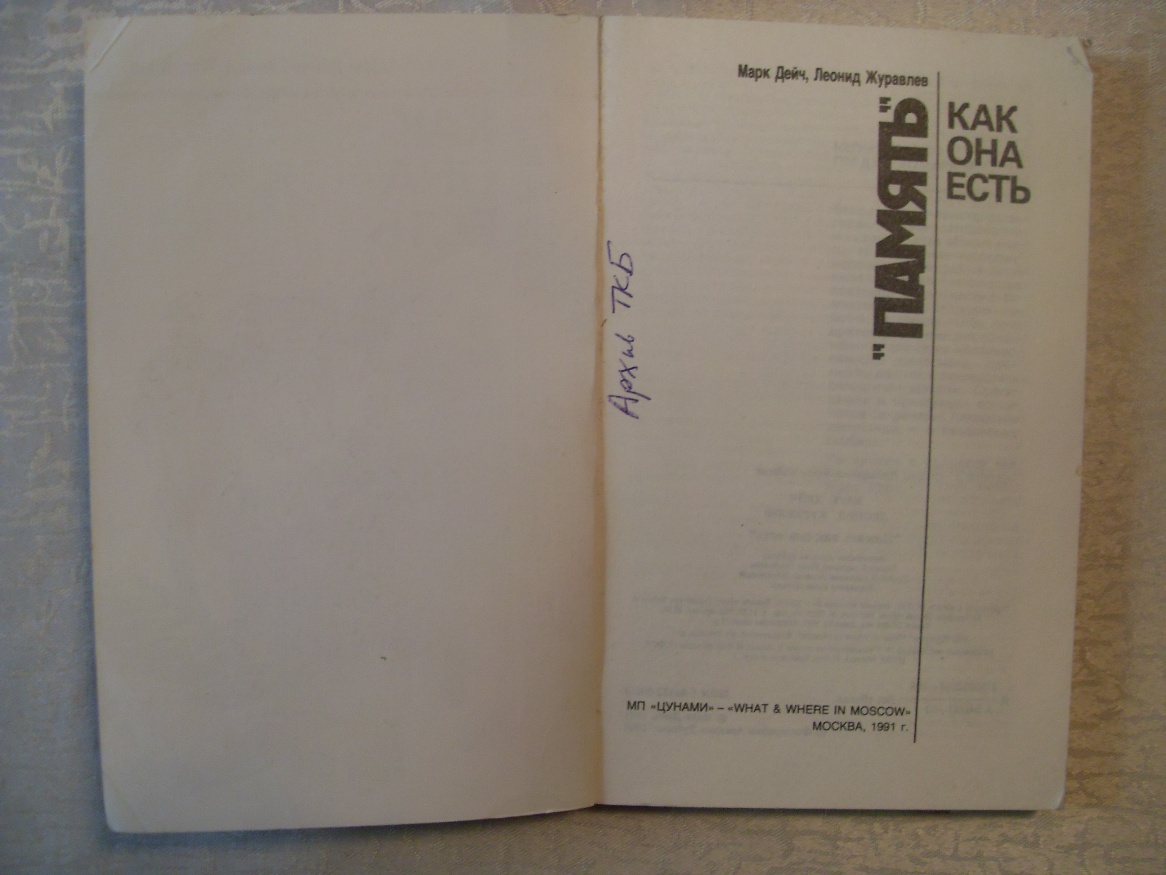 Марк Дейч, Леонид Журавлев
"ПАМЯТЬ"
КАК
ОНА
ЕСТЬ
Архив ТКБ
МП «ЦУНАМИ» – «WHAT & WHERE IN MOSCOW»
МОСКВА, 1991 г.